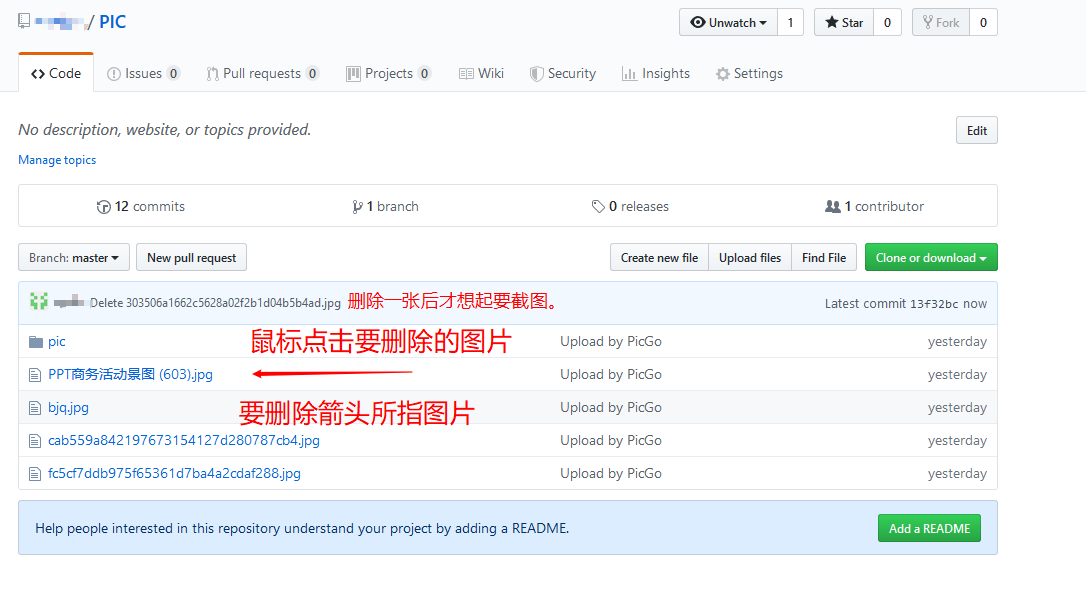 / PIC
Unwatch 1 Star 0 Fork 0
Code Issues 0 Pull requests 0 Projects 0 Wiki Security Insights Settings
No description, website, or topics provided.
Edit
Manage topics
12 commits 1 branch 0 releases 1 contributor
Branch: master New pull request Create new file Upload files Find File Clone or download
Delete 303506a1662c5628a02f2b1d04b5b4ad.jpg 删除一张后才想起要截图。 Latest commit 13f32bc now
pic 鼠标点击要删除的图片 Upload by PicGo yesterday
PPT商务活动景图 (603).jpg Upload by PicGo yesterday
bjq.jpg 要删除箭头所指图片 Upload by PicGo yesterday
cab559a842197673154127d280787cb4.jpg Upload by PicGo yesterday
fc5cf7ddb975f65361d7ba4a2cdaf288.jpg Upload by PicGo yesterday
Help people interested in this repository understand your project by adding a README. Add a README